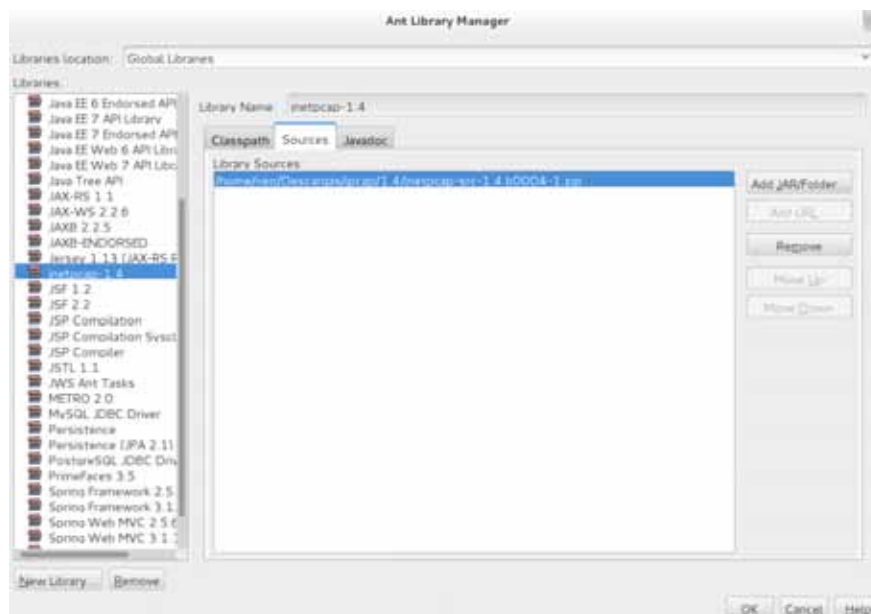 Ant Library Manager
Libraries location: Global Libraries
Libraries:
Java EE 6 Endorsed API
Java EE 7 API Library
Java EE 7 Endorsed API
Java EE Web 6 API Libr
Java EE Web 7 API Libr
Java Tree API
JAX-RS 1.1
JAX-WS 2.2.6
JAXB 2.2.5
JAXB-ENDORSED
Jersey 1.13 (JAX-RS R
jnetpcap-1.4
JSF 1.2
JSF 2.2
JSP Compilation
JSP Compilation Syscl
JSP Compiler
JSTL 1.1
JWS Ant Tasks
METRO 2.0
MySQL JDBC Driver
Persistence
Persistence (JPA 2.1)
PostgreSQL JDBC Driv
PrimeFaces 3.5
Spring Framework 2.5
Spring Framework 3.1.
Spring Web MVC 2.5.6
Spring Web MVC 3.1.1
New Library... Remove
Library Name: jnetpcap-1.4
Classpath Sources Javadoc
Library Sources
Add JAR/Folder...
Add URL...
Remove
Move Up
Move Down
OK Cancel Help